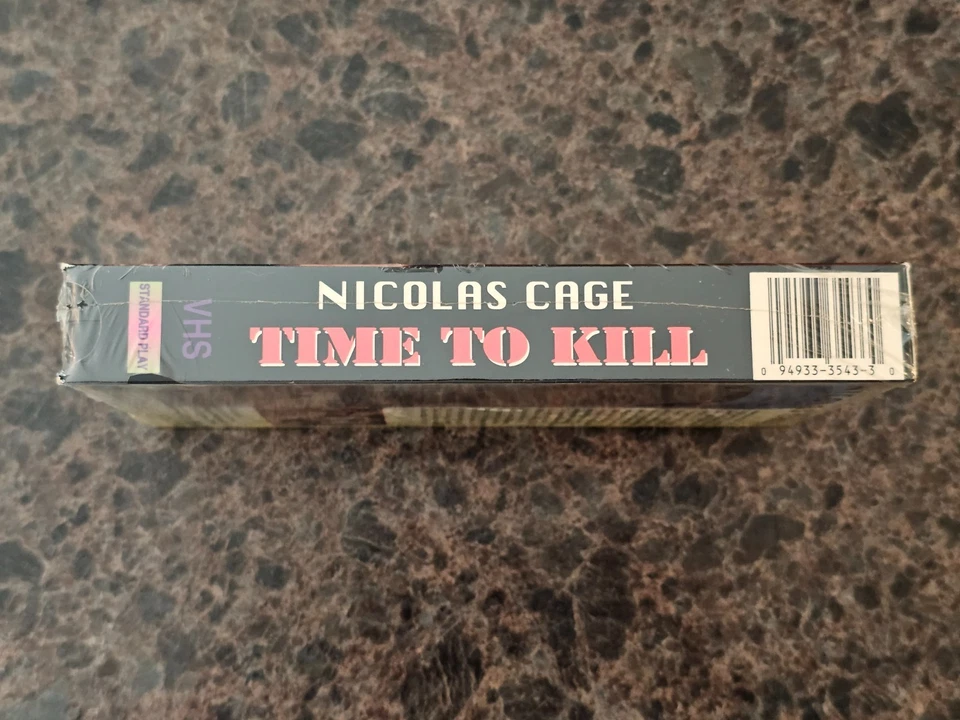 STANDARD PLAY
VHS
NICOLAS CAGE
TIME TO KILL
0 94933-3543-3 0